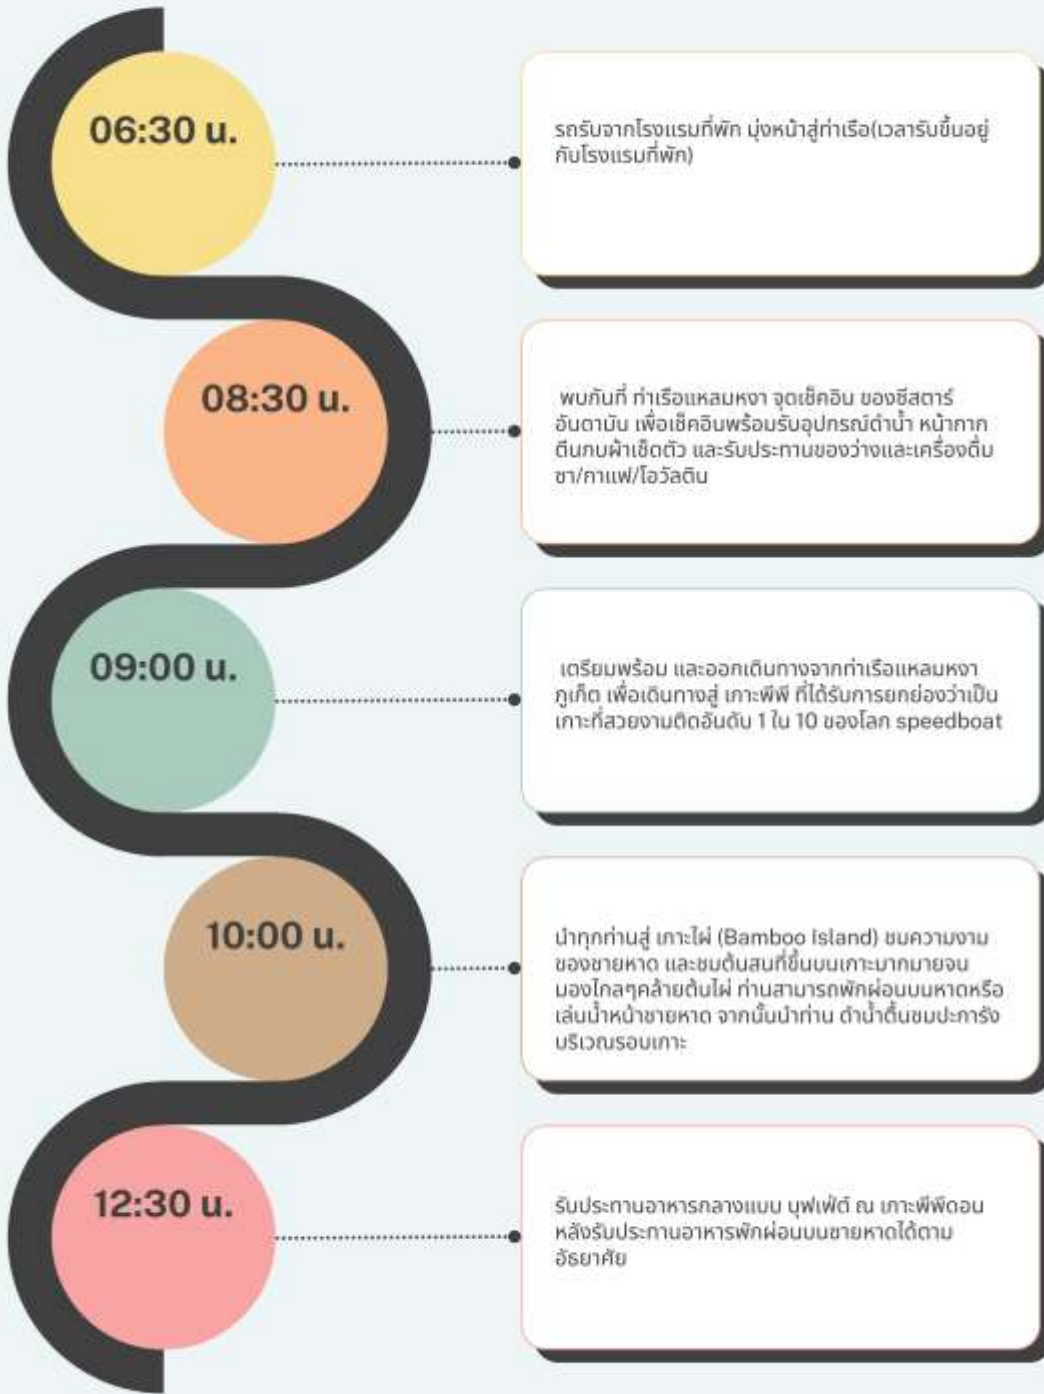 06:30 น.
รถรับจากโรงแรมที่พัก มุ่งหน้าสู่ท่าเรือ(เวลารับขึ้นอยู่
กับโรงแรมที่พัก)
08:30 น.
พบกันที่ ท่าเรือแหลมหงา จุดเช็คอิน ของซีสตาร์
อันดามัน เพื่อเช็คอินพร้อมรับอุปกรณ์ดำน้ำ หน้ากาก
ตีนกบผ้าเช็ดตัว และรับประทานของว่างและเครื่องดื่ม
ชา/กาแฟ/โอวัลติน
09:00 น.
เตรียมพร้อม และออกเดินทางจากท่าเรือแหลมหงา
ภูเก็ต เพื่อเดินทางสู่ เกาะพีพี ที่ได้รับการยกย่องว่าเป็น
เกาะที่สวยงามติดอันดับ 1 ใน 10 ของโลก speedboat
10:00 น.
นำทุกท่านสู่ เกาะไผ่ (Bamboo Island) ชมความงาม
ของชายหาด และชมต้นสนที่ขึ้นบนเกาะมากมายจน
มองไกลๆคล้ายต้นไผ่ ท่านสามารถพักผ่อนบนหาดหรือ
เล่นน้ำหน้าชายหาด จากนั้นนำท่าน ดำน้ำตื้นชมปะการัง
บริเวณรอบเกาะ
12:30 น.
รับประทานอาหารกลางแบบ บุฟเฟ่ต์ ณ เกาะพีพีดอน
หลังรับประทานอาหารพักผ่อนบนชายหาดได้ตาม
อัธยาศัย